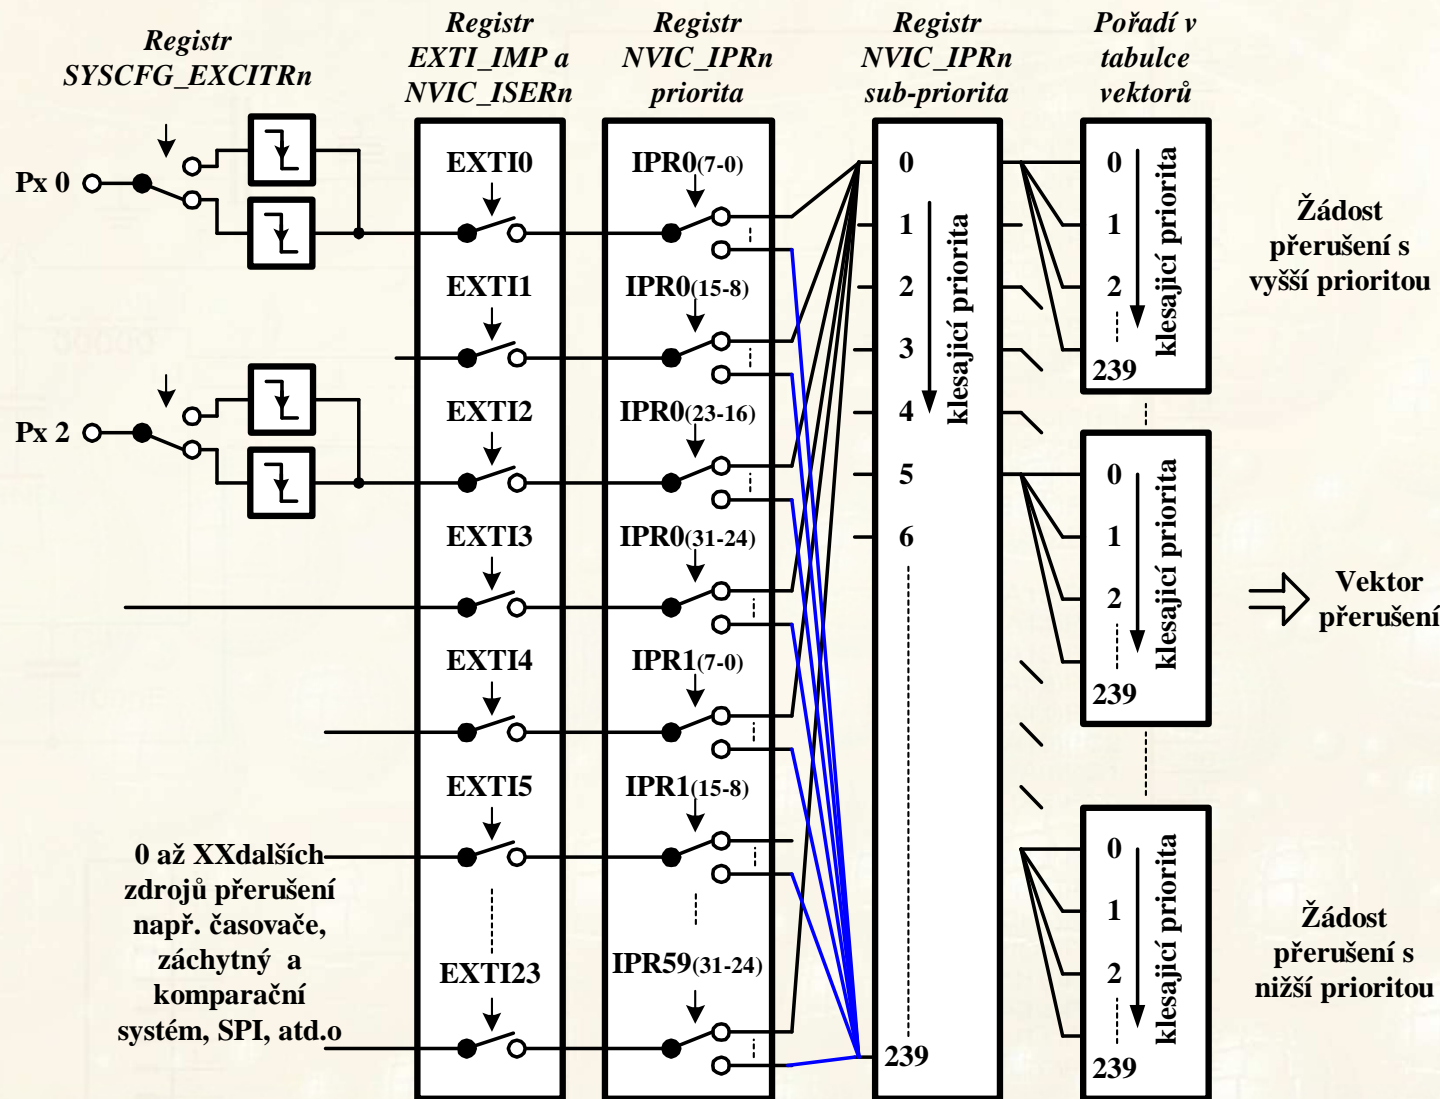 Registr
SYSCFG_EXCITRn
Registr
EXTI_IMP a
NVIC_ISERn
Registr
NVIC_IPRn
priorita
Registr
NVIC_IPRn
sub-priorita
Pořadí v
tabulce
vektorů
Px 0
Px 2
0 až XXdalších
zdrojů přerušení
např. časovače,
záchytný a
komparační
systém, SPI, atd.o
EXTI0
EXTI1
EXTI2
EXTI3
EXTI4
EXTI5
EXTI23
IPR0(7-0)
IPR0(15-8)
IPR0(23-16)
IPR0(31-24)
IPR1(7-0)
IPR1(15-8)
IPR59(31-24)
0
1
2
3
4
5
6
239
klesající priorita
0
1
2
239
klesající priorita
0
1
2
239
klesající priorita
0
1
2
239
klesající priorita
Žádost
přerušení s
vyšší prioritou
Vektor
přerušení
Žádost
přerušení s
nižší prioritou